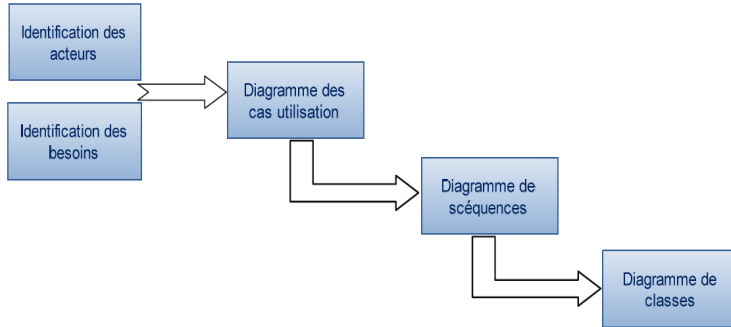 Identification des
acteurs
Identification des
besoins
Diagramme des
cas utilisation
Diagramme de
scéquences
Diagramme de
classes